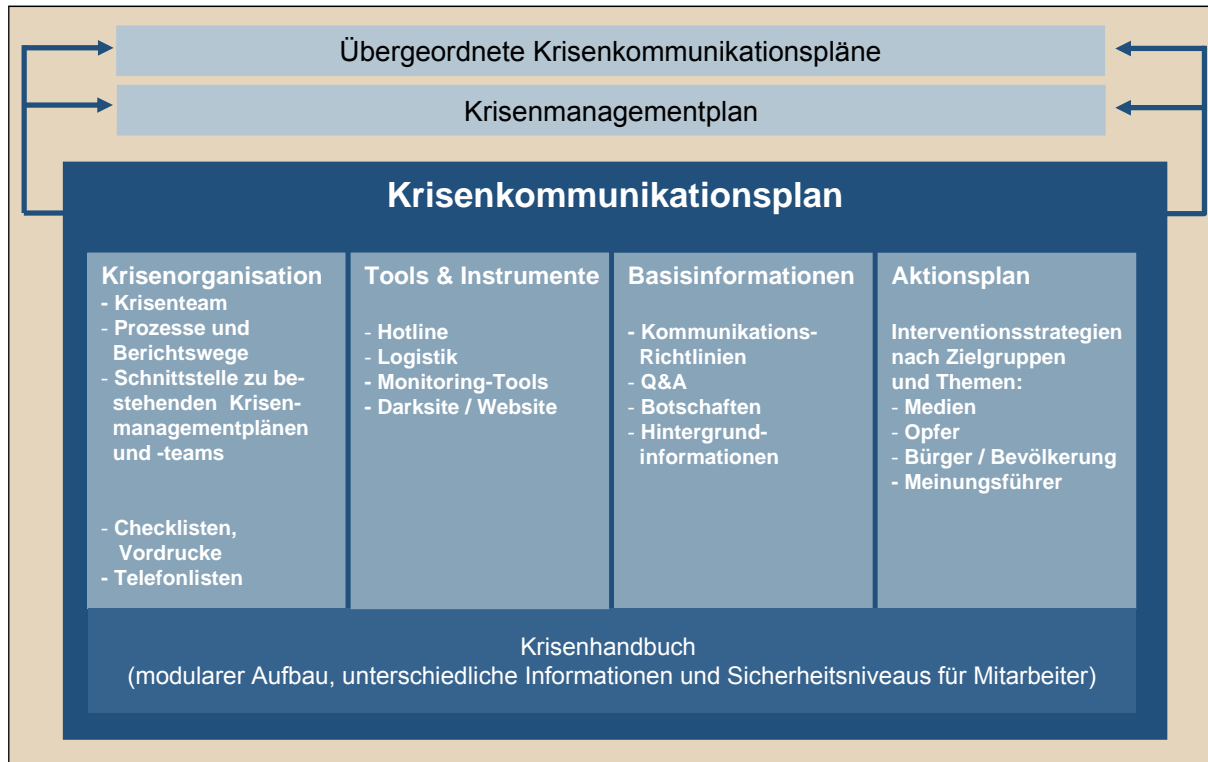 Übergeordnete Krisenkommunikationspläne
Krisenmanagementplan
Krisenkommunikationsplan
Krisenorganisation
- Krisenteam
- Prozesse und
Berichtswege
- Schnittstelle zu be-
stehenden Krisen-
managementplänen
und -teams
- Checklisten,
Vordrucke
- Telefonlisten
Tools & Instrumente
- Hotline
- Logistik
- Monitoring-Tools
- Darksite / Website
Basisinformationen
- Kommunikations-
Richtlinien
- Q&A
- Botschaften
- Hintergrund-
informationen
Aktionsplan
Interventionsstrategien
nach Zielgruppen
und Themen:
- Medien
- Opfer
- Bürger / Bevölkerung
- Meinungsführer
Krisenhandbuch
(modularer Aufbau, unterschiedliche Informationen und Sicherheitsniveaus für Mitarbeiter)